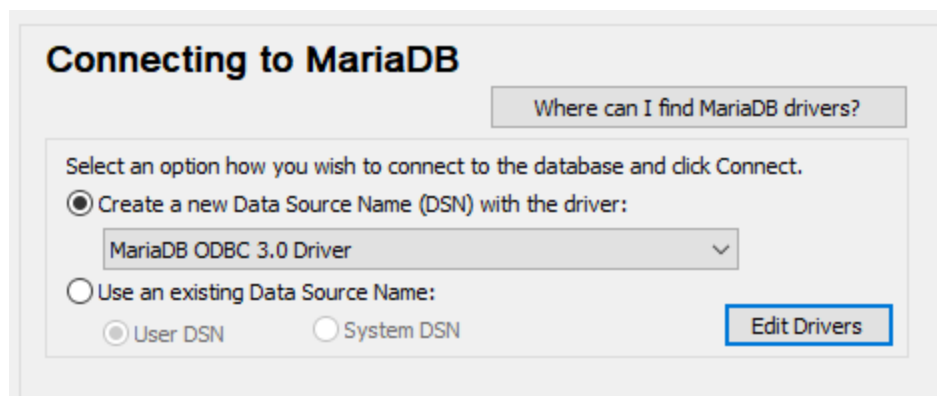 Connecting to MariaDB
Where can I find MariaDB drivers?
Select an option how you wish to connect to the database and click Connect.
Create a new Data Source Name (DSN) with the driver:
MariaDB ODBC 3.0 Driver
Use an existing Data Source Name:
User DSN
System DSN
Edit Drivers